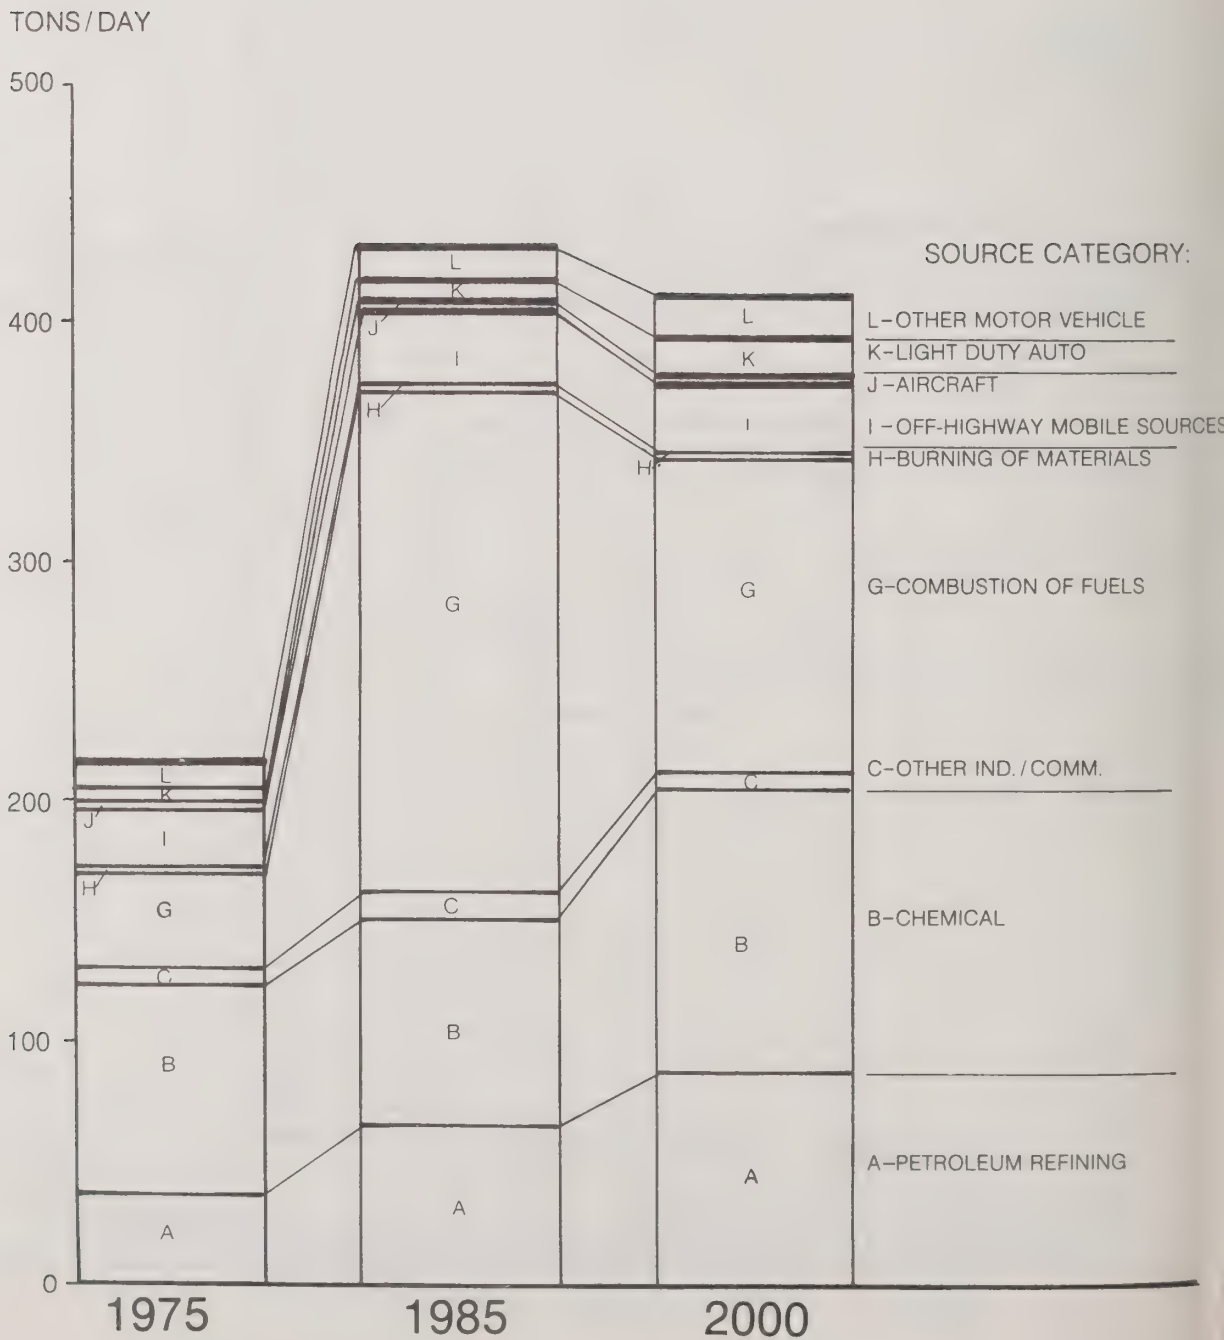 TONS/DAY
500
400
300
200
100
0
L
K
J
I
H
G
C
B
A
1975
L
K
J
I
H
G
C
B
A
1985
L
K
I
H
G
C
B
A
2000
SOURCE CATEGORY:
L-OTHER MOTOR VEHICLE
K-LIGHT DUTY AUTO
J-AIRCRAFT
I-OFF-HIGHWAY MOBILE SOURCES
H-BURNING OF MATERIALS
G-COMBUSTION OF FUELS
C-OTHER IND./COMM.
B-CHEMICAL
A-PETROLEUM REFINING